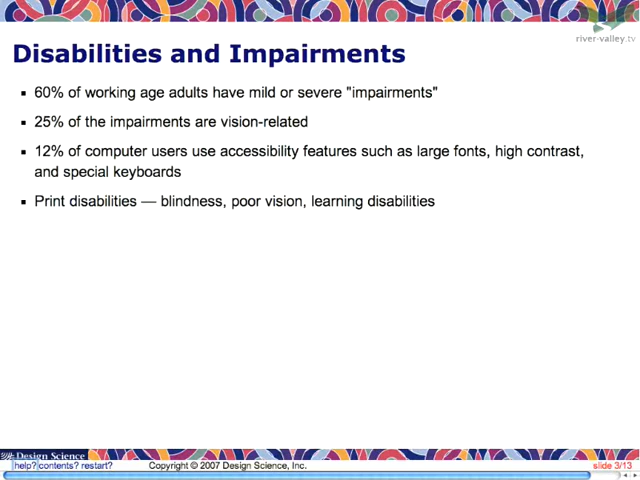 river-valley.tv
Disabilities and Impairments
▪ 60% of working age adults have mild or severe "impairments"
▪ 25% of the impairments are vision-related
▪ 12% of computer users use accessibility features such as large fonts, high contrast,
and special keyboards
▪ Print disabilities — blindness, poor vision, learning disabilities
Design Science
help? contents? restart? Copyright © 2007 Design Science, Inc. slide 3/13